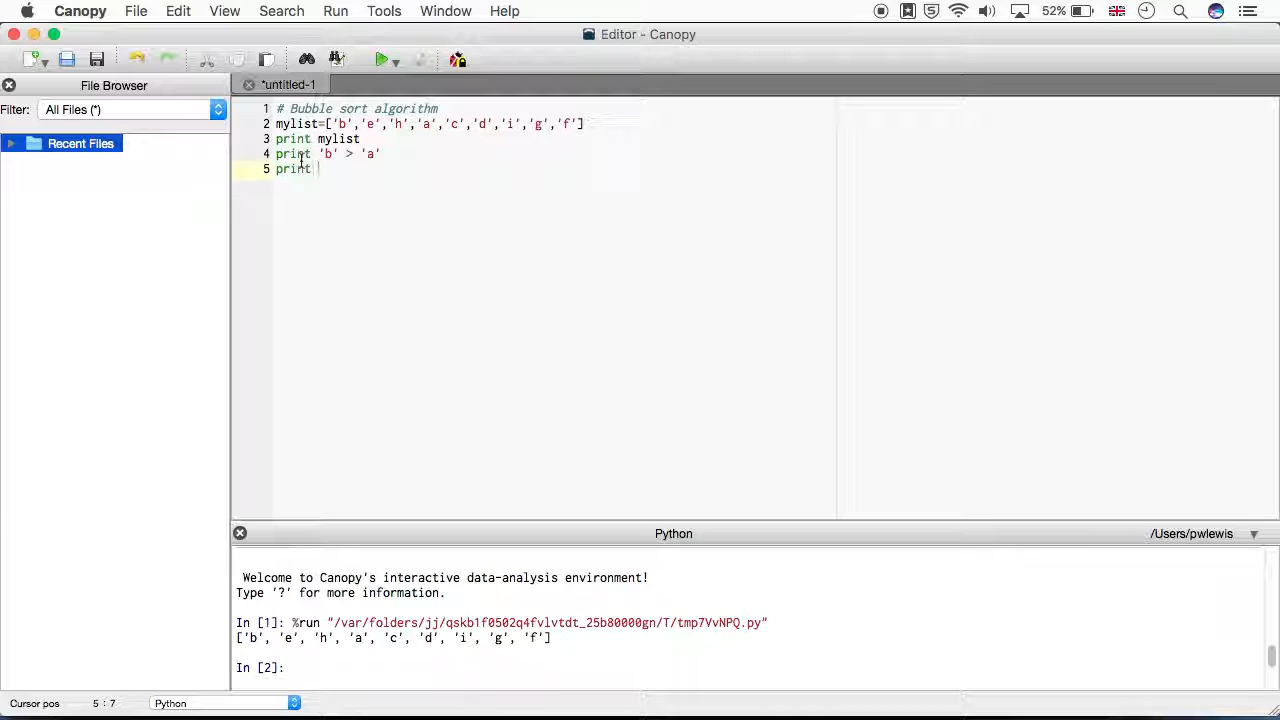 Canopy File Edit View Search Run Tools Window Help 52%
Editor - Canopy
File Browser
*untitled-1
Filter: All Files (*)
Recent Files
1 # Bubble sort algorithm
2 mylist=['b','e','h','a','c','d','i','g','f']
3 print mylist
4 print 'b' > 'a'
5 print
Python /Users/pwlewis
Welcome to Canopy's interactive data-analysis environment!
Type '?' for more information.
In [1]: %run "/var/folders/jj/qskb1f0502q4fvlvtdt_25b80000gn/T/tmp7VvNPQ.py"
['b', 'e', 'h', 'a', 'c', 'd', 'i', 'g', 'f']
In [2]:
Cursor pos 5 : 7 Python